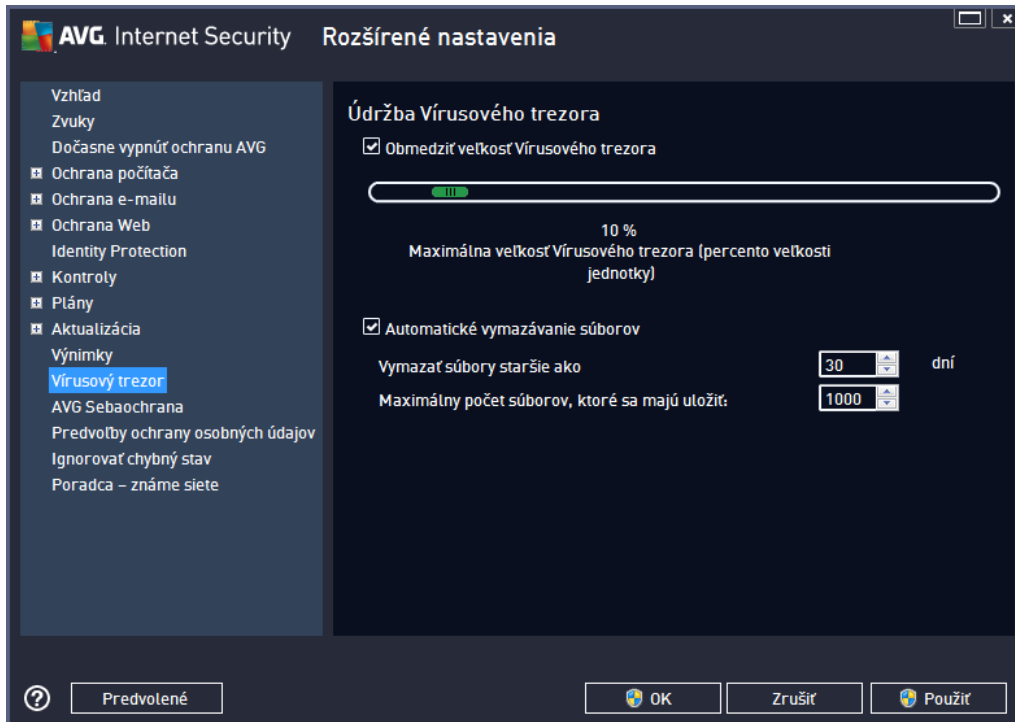 AVG. Internet Security Rozšírené nastavenia
Vzhľad
Zvuky
Dočasne vypnúť ochranu AVG
Ochrana počítača
Ochrana e-mailu
Ochrana Web
Identity Protection
Kontroly
Plány
Aktualizácia
Výnimky
Vírusový trezor
AVG Sebaochrana
Predvoľby ochrany osobných údajov
Ignorovať chybný stav
Poradca – známe siete
Údržba Vírusového trezora
Obmedziť veľkosť Vírusového trezora
10 %
Maximálna veľkosť Vírusového trezora (percento veľkosti
jednotky)
Automatické vymazávanie súborov
Vymazať súbory staršie ako 30 dní
Maximálny počet súborov, ktoré sa majú uložiť: 1000
? Predvolené OK Zrušiť Použiť